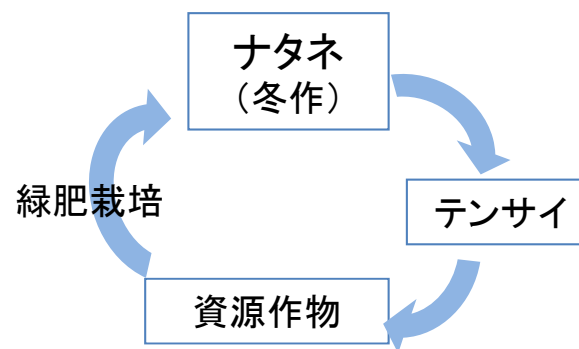 ナタネ
（冬作）
緑肥栽培
テンサイ
資源作物